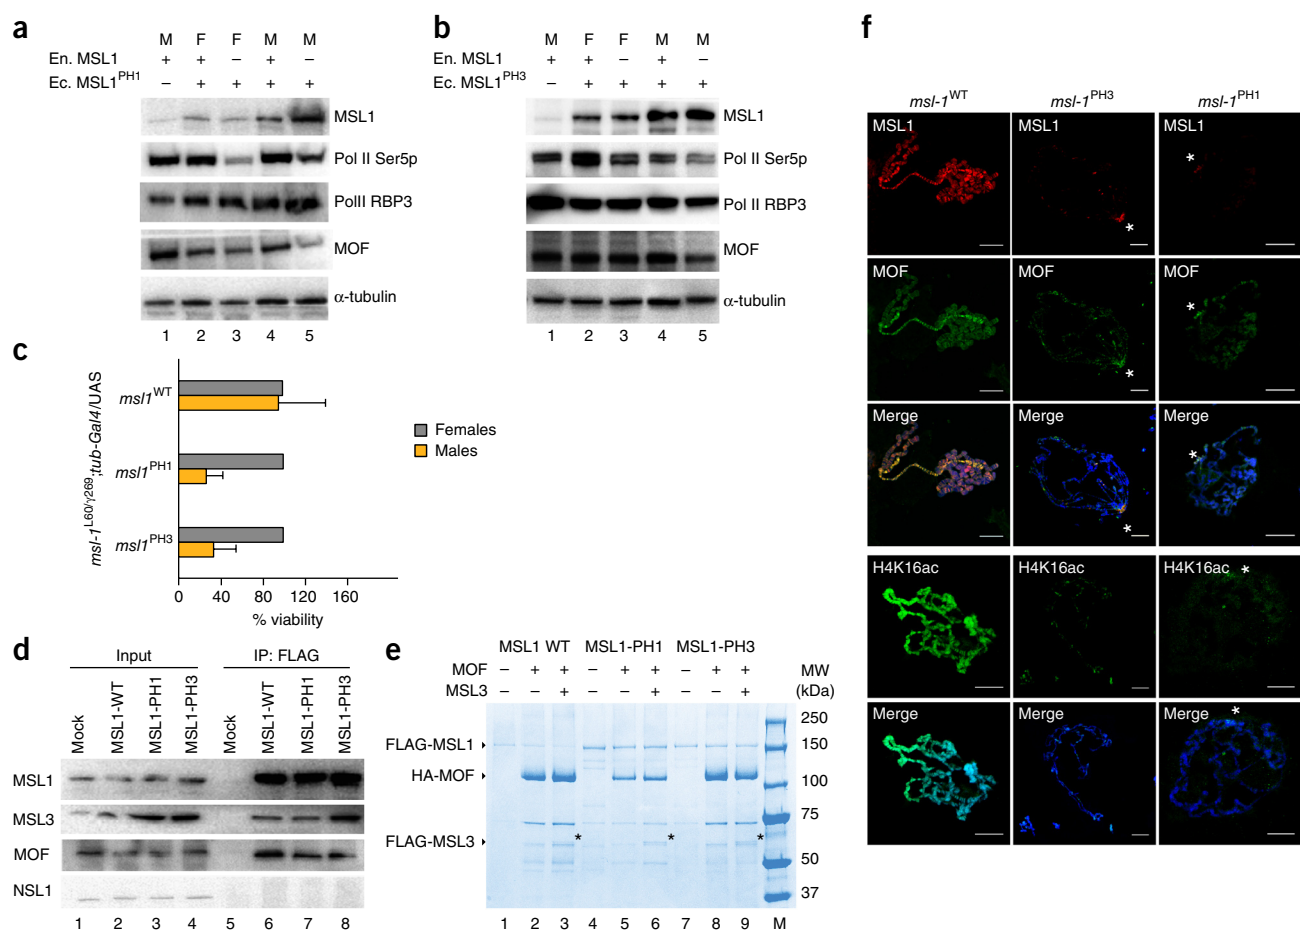 a
M F F M M
En. MSL1 + + – + –
Ec. MSL1PH1 – + + + +
MSL1
Pol II Ser5p
PolII RBP3
MOF
α-tubulin
1 2 3 4 5
b
M F F M M
En. MSL1 + + – + –
Ec. MSL1PH3 – + + + +
MSL1
Pol II Ser5p
Pol II RBP3
MOF
α-tubulin
1 2 3 4 5
c
msl-1L60/γ269;tub-Gal4/UAS
msl1WT
msl1PH1
msl1PH3
0 40 80 120 160
% viability
Females
Males
d
Input IP: FLAG
Mock MSL1-WT MSL1-PH1 MSL1-PH3 Mock MSL1-WT MSL1-PH1 MSL1-PH3
MSL1
MSL3
MOF
NSL1
1 2 3 4 5 6 7 8
e
MSL1 WT MSL1-PH1 MSL1-PH3
MOF – + + – + + – + + MW
MSL3 – – + – – + – – + (kDa)
FLAG-MSL1
HA-MOF
FLAG-MSL3
* * *
250
150
100
75
50
37
1 2 3 4 5 6 7 8 9 M
f
msl-1WT msl-1PH3 msl-1PH1
MSL1 MSL1 MSL1
* *
MOF MOF MOF
* *
Merge Merge Merge
* *
H4K16ac H4K16ac H4K16ac
*
Merge Merge Merge
*